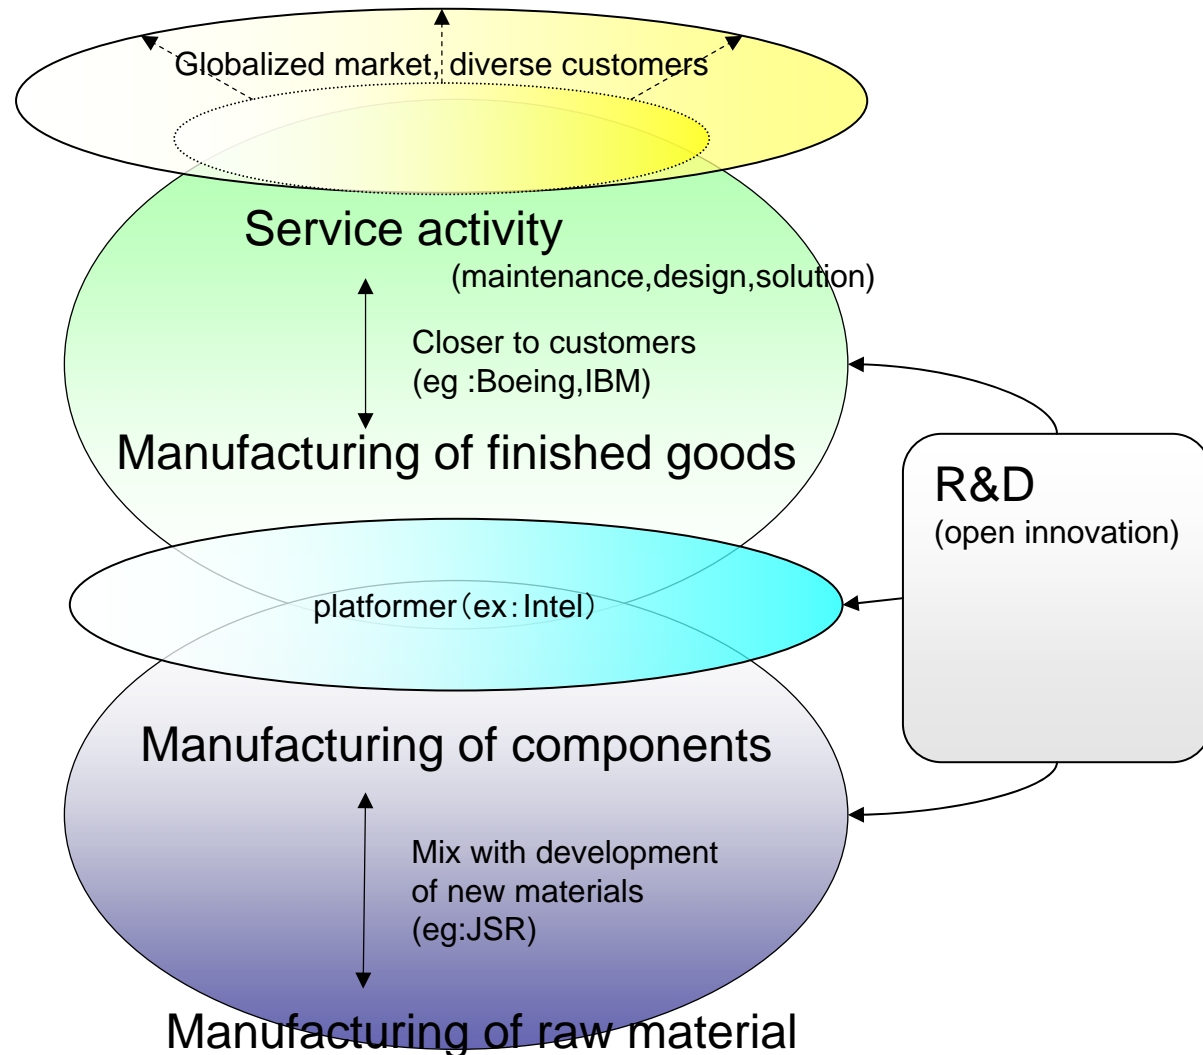 Globalized market, diverse customers
Service activity
(maintenance,design,solution)
Closer to customers
(eg :Boeing,IBM)
Manufacturing of finished goods
R&D
(open innovation)
platformer（ex：Intel）
Manufacturing of components
Mix with development
of new materials
(eg:JSR)
Manufacturing of raw material